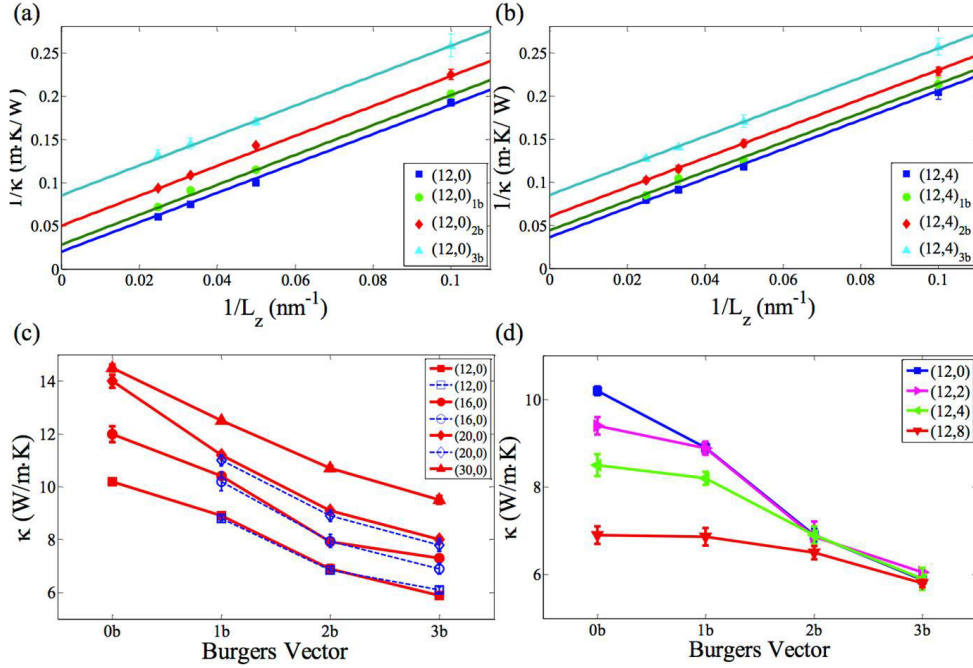 (a)
1/κ (m·K/W)
0.25
0.2
0.15
0.1
0.05
0
0
0.02
0.04
0.06
0.08
0.1
1/L_z (nm⁻¹)
(12,0)
(12,0)1b
(12,0)2b
(12,0)3b
(b)
1/κ (m·K/ W)
0.25
0.2
0.15
0.1
0.05
0
0
0.02
0.04
0.06
0.08
0.1
1/L_z (nm⁻¹)
(12,4)
(12,4)1b
(12,4)2b
(12,4)3b
(c)
κ (W/m·K)
14
12
10
8
6
0b
1b
2b
3b
Burgers Vector
(12,0)
(12,0)
(16,0)
(16,0)
(20,0)
(20,0)
(30,0)
(d)
κ (W/m·K)
10
8
6
0b
1b
2b
3b
Burgers Vector
(12,0)
(12,2)
(12,4)
(12,8)